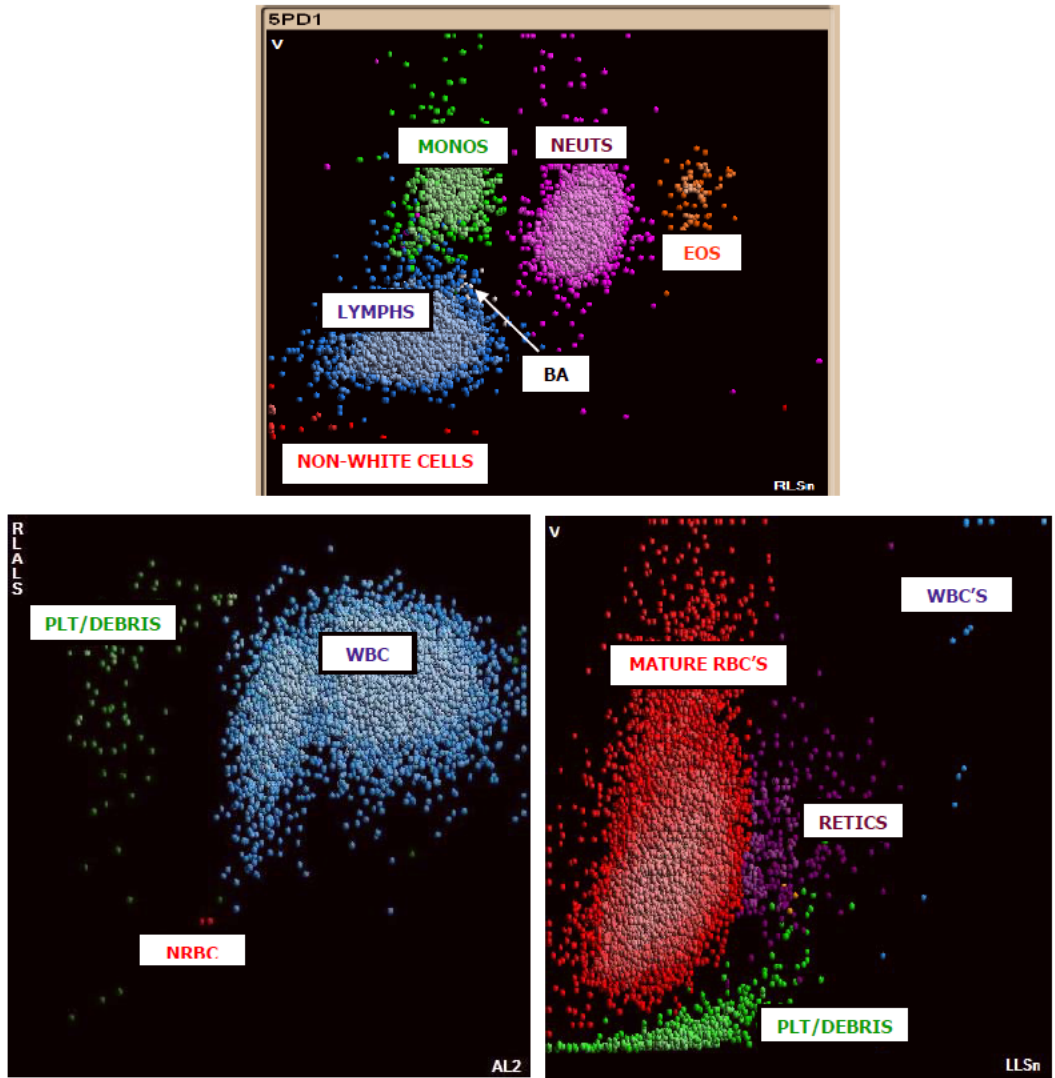 5PD1
V
MONOS
NEUTS
EOS
LYMPHS
BA
NON-WHITE CELLS
RLSn
R
L
A
L
S
PLT/DEBRIS
WBC
NRBC
AL2
V
WBC'S
MATURE RBC'S
RETICS
PLT/DEBRIS
LLSn